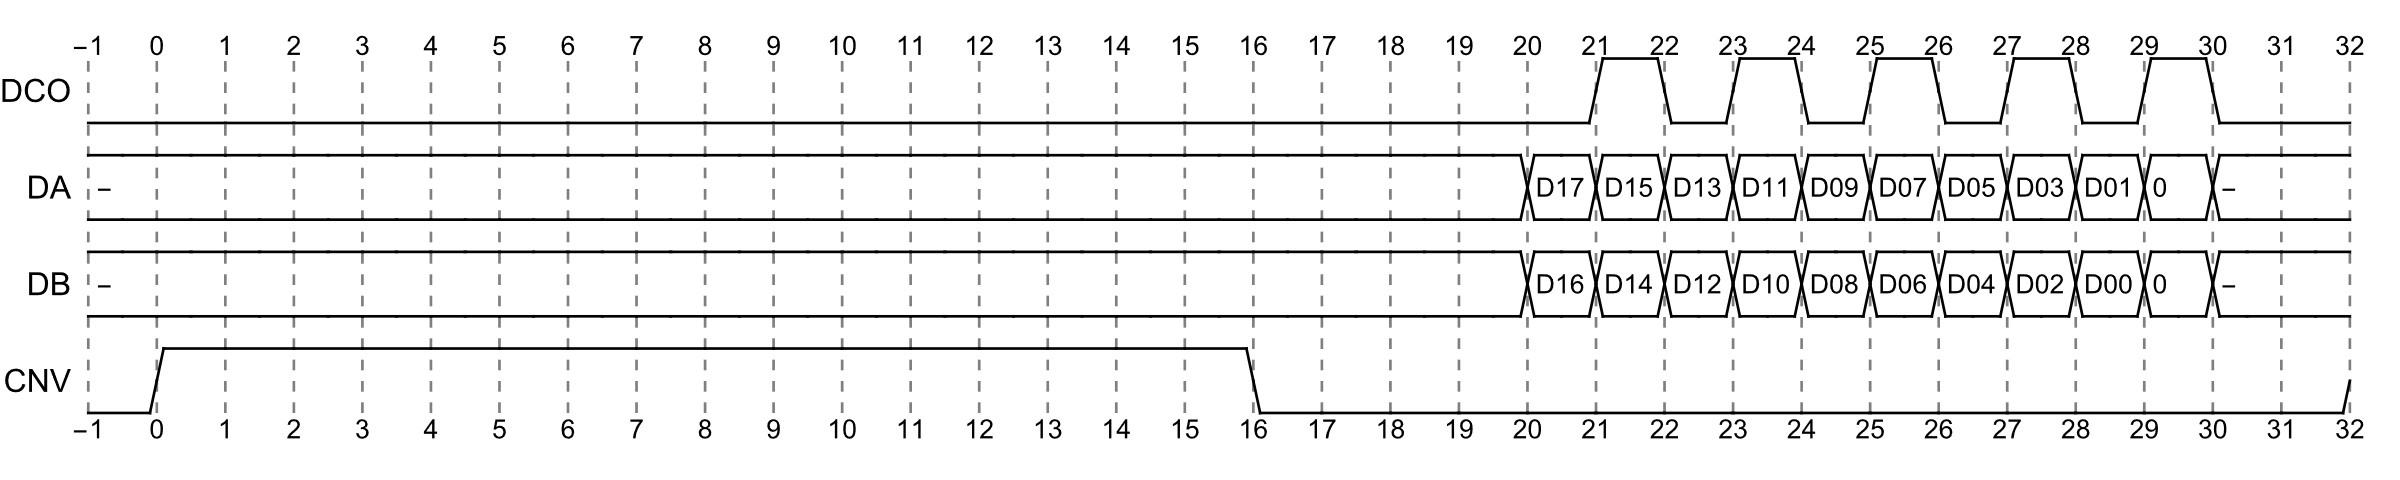 –1 0 1 2 3 4 5 6 7 8 9 10 11 12 13 14 15 16 17 18 19 20 21 22 23 24 25 26 27 28 29 30 31 32
DCO
DA – D17 D15 D13 D11 D09 D07 D05 D03 D01 0 –
DB – D16 D14 D12 D10 D08 D06 D04 D02 D00 0 –
CNV
–1 0 1 2 3 4 5 6 7 8 9 10 11 12 13 14 15 16 17 18 19 20 21 22 23 24 25 26 27 28 29 30 31 32